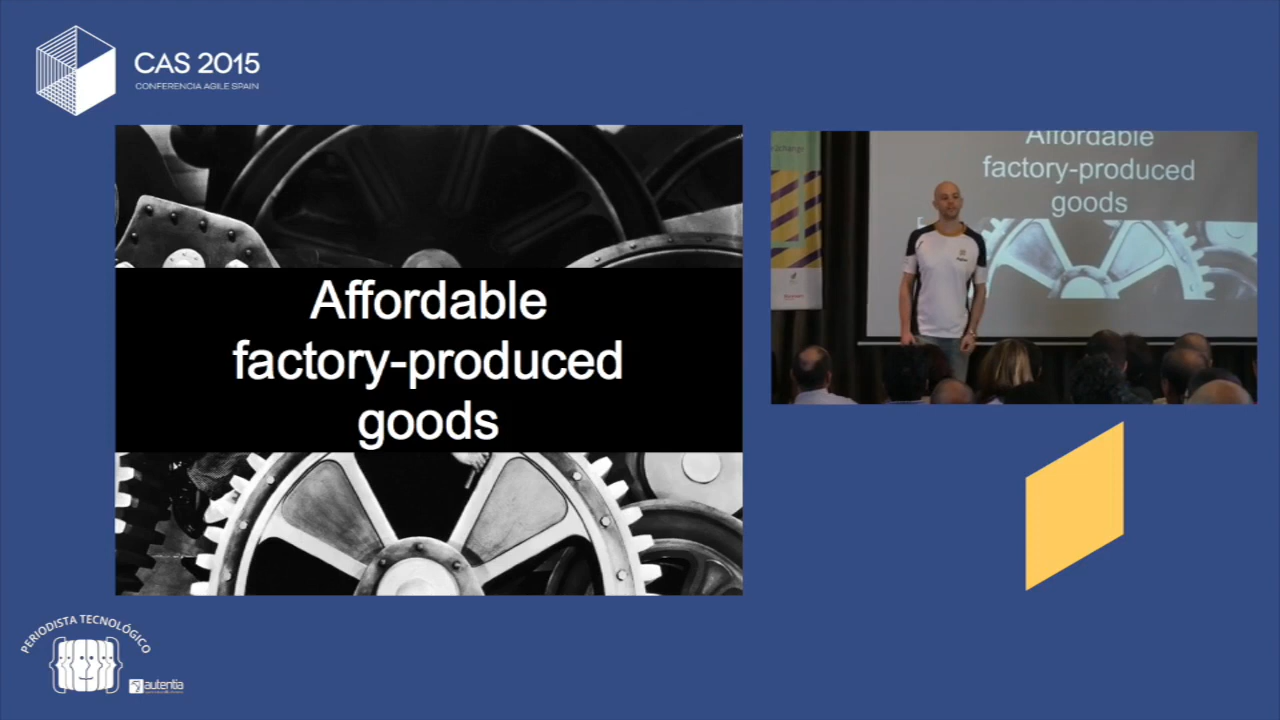 CAS 2015
CONFERENCIA AGILE SPAIN
Affordable
factory-produced
goods
Affordable
factory-produced
goods
PERIODISTA TECNOLÓGICO
autentia